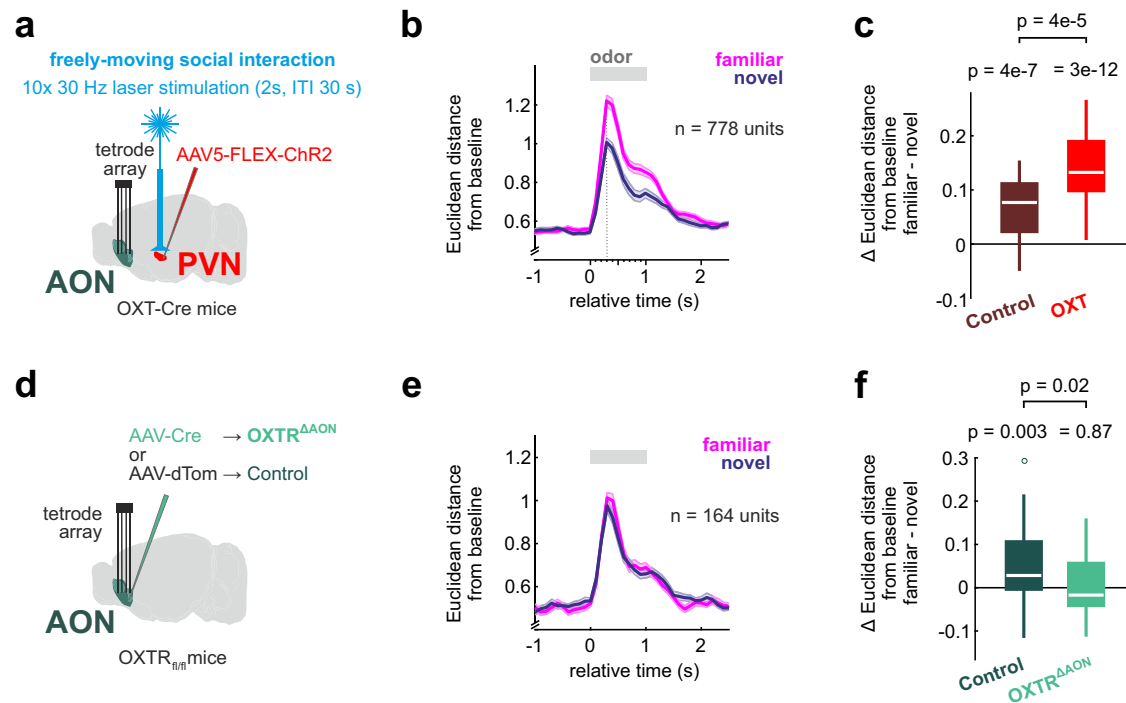 a
freely-moving social interaction
10x 30 Hz laser stimulation (2s, ITI 30 s)
tetrode
array
AAV5-FLEX-ChR2
PVN
AON
OXT-Cre mice
b
odor
familiar
novel
n = 778 units
Euclidean distance
from baseline
1.2
1
0.8
0.6
-1
0
1
2
relative time (s)
c
p = 4e-5
p = 4e-7
= 3e-12
Δ Euclidean distance
from baseline
familiar - novel
0.2
0.1
0
-0.1
Control
OXT
d
AAV-Cre → OXTR^ΔAON
or
AAV-dTom → Control
tetrode
array
AON
OXTRfl/fl mice
e
familiar
novel
n = 164 units
Euclidean distance
from baseline
1.2
1
0.8
0.6
-1
0
1
2
relative time (s)
f
p = 0.02
p = 0.003
= 0.87
Δ Euclidean distance
from baseline
familiar - novel
0.3
0.2
0.1
0
-0.1
Control
OXTR^ΔAON